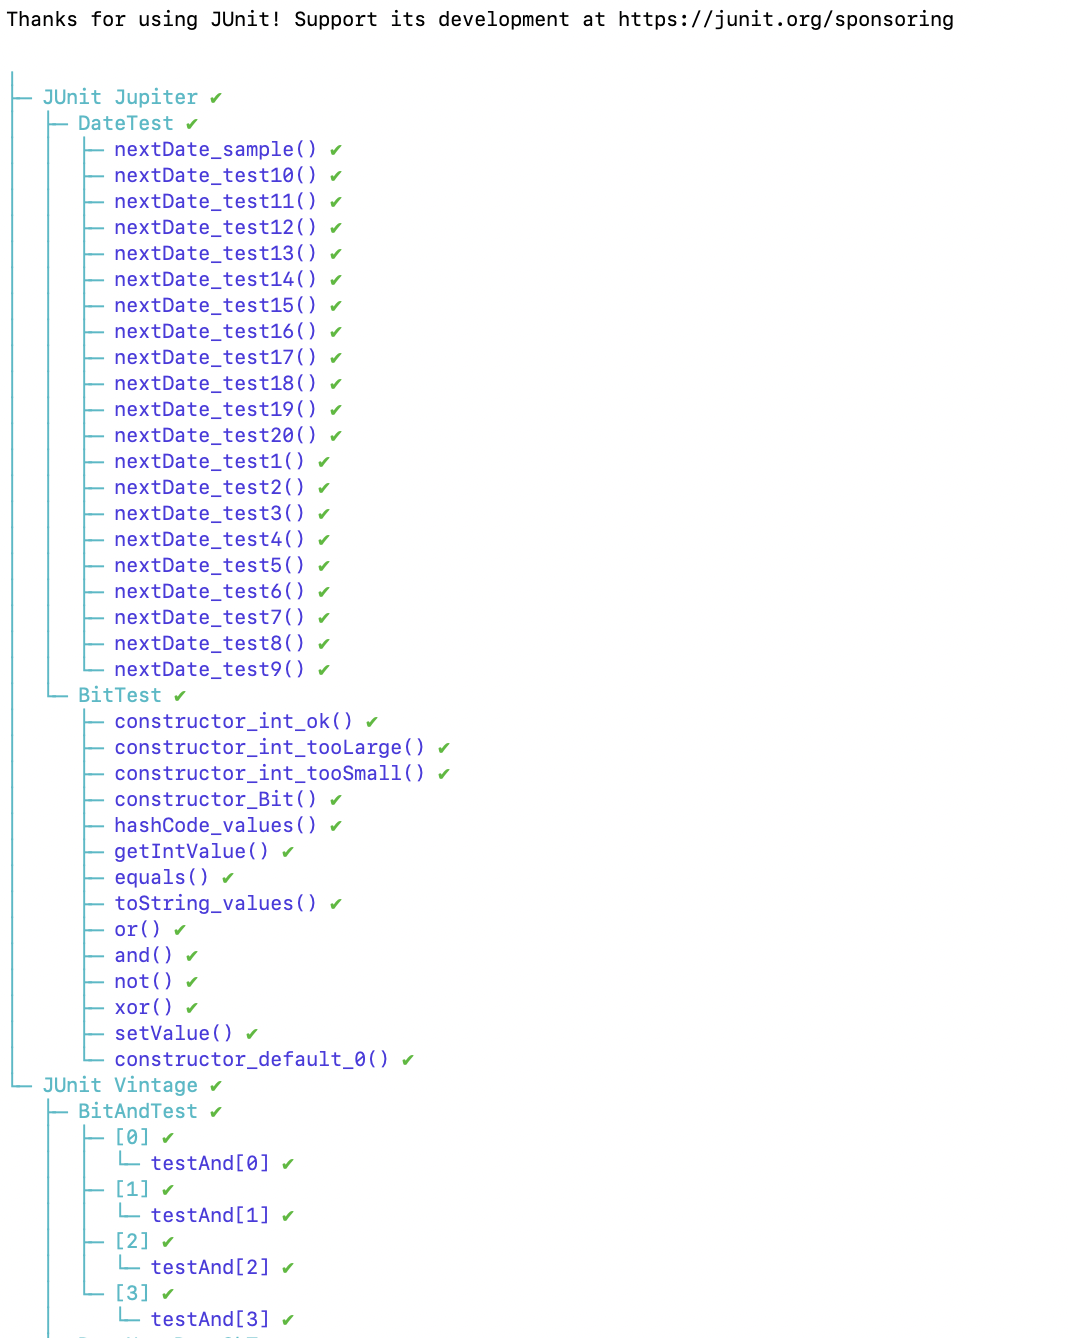 Thanks for using JUnit! Support its development at https://junit.org/sponsoring
JUnit Jupiter ✔
DateTest ✔
nextDate_sample() ✔
nextDate_test10() ✔
nextDate_test11() ✔
nextDate_test12() ✔
nextDate_test13() ✔
nextDate_test14() ✔
nextDate_test15() ✔
nextDate_test16() ✔
nextDate_test17() ✔
nextDate_test18() ✔
nextDate_test19() ✔
nextDate_test20() ✔
nextDate_test1() ✔
nextDate_test2() ✔
nextDate_test3() ✔
nextDate_test4() ✔
nextDate_test5() ✔
nextDate_test6() ✔
nextDate_test7() ✔
nextDate_test8() ✔
nextDate_test9() ✔
BitTest ✔
constructor_int_ok() ✔
constructor_int_tooLarge() ✔
constructor_int_tooSmall() ✔
constructor_Bit() ✔
hashCode_values() ✔
getIntValue() ✔
equals() ✔
toString_values() ✔
or() ✔
and() ✔
not() ✔
xor() ✔
setValue() ✔
constructor_default_0() ✔
JUnit Vintage ✔
BitAndTest ✔
[0] ✔
testAnd[0] ✔
[1] ✔
testAnd[1] ✔
[2] ✔
testAnd[2] ✔
[3] ✔
testAnd[3] ✔